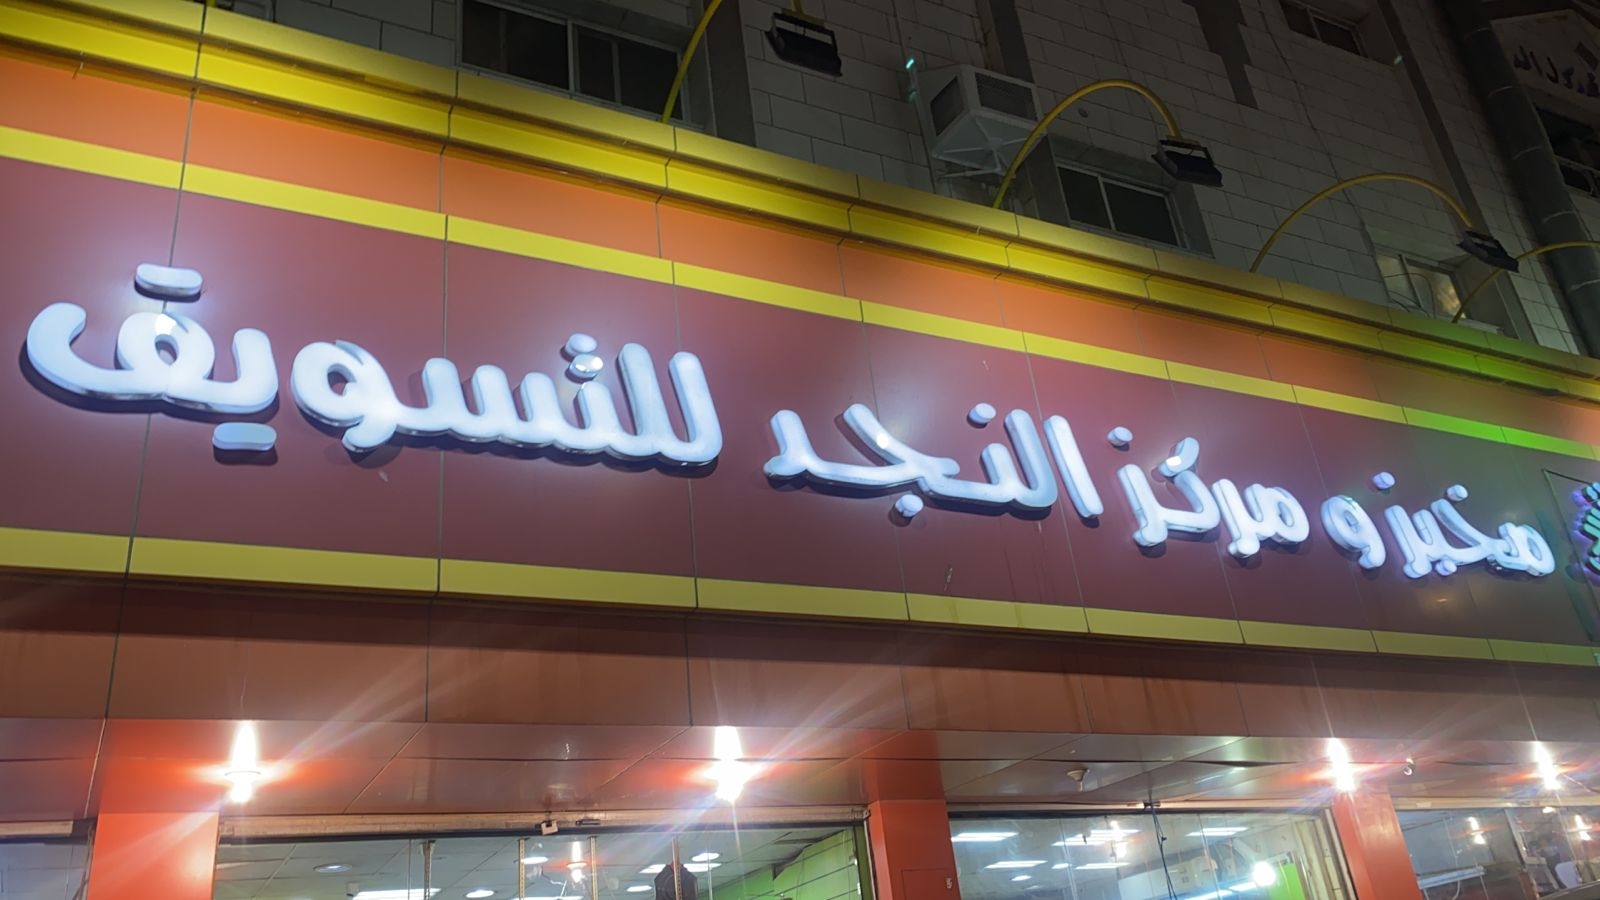 مخبز و مركز النجد للتسويق